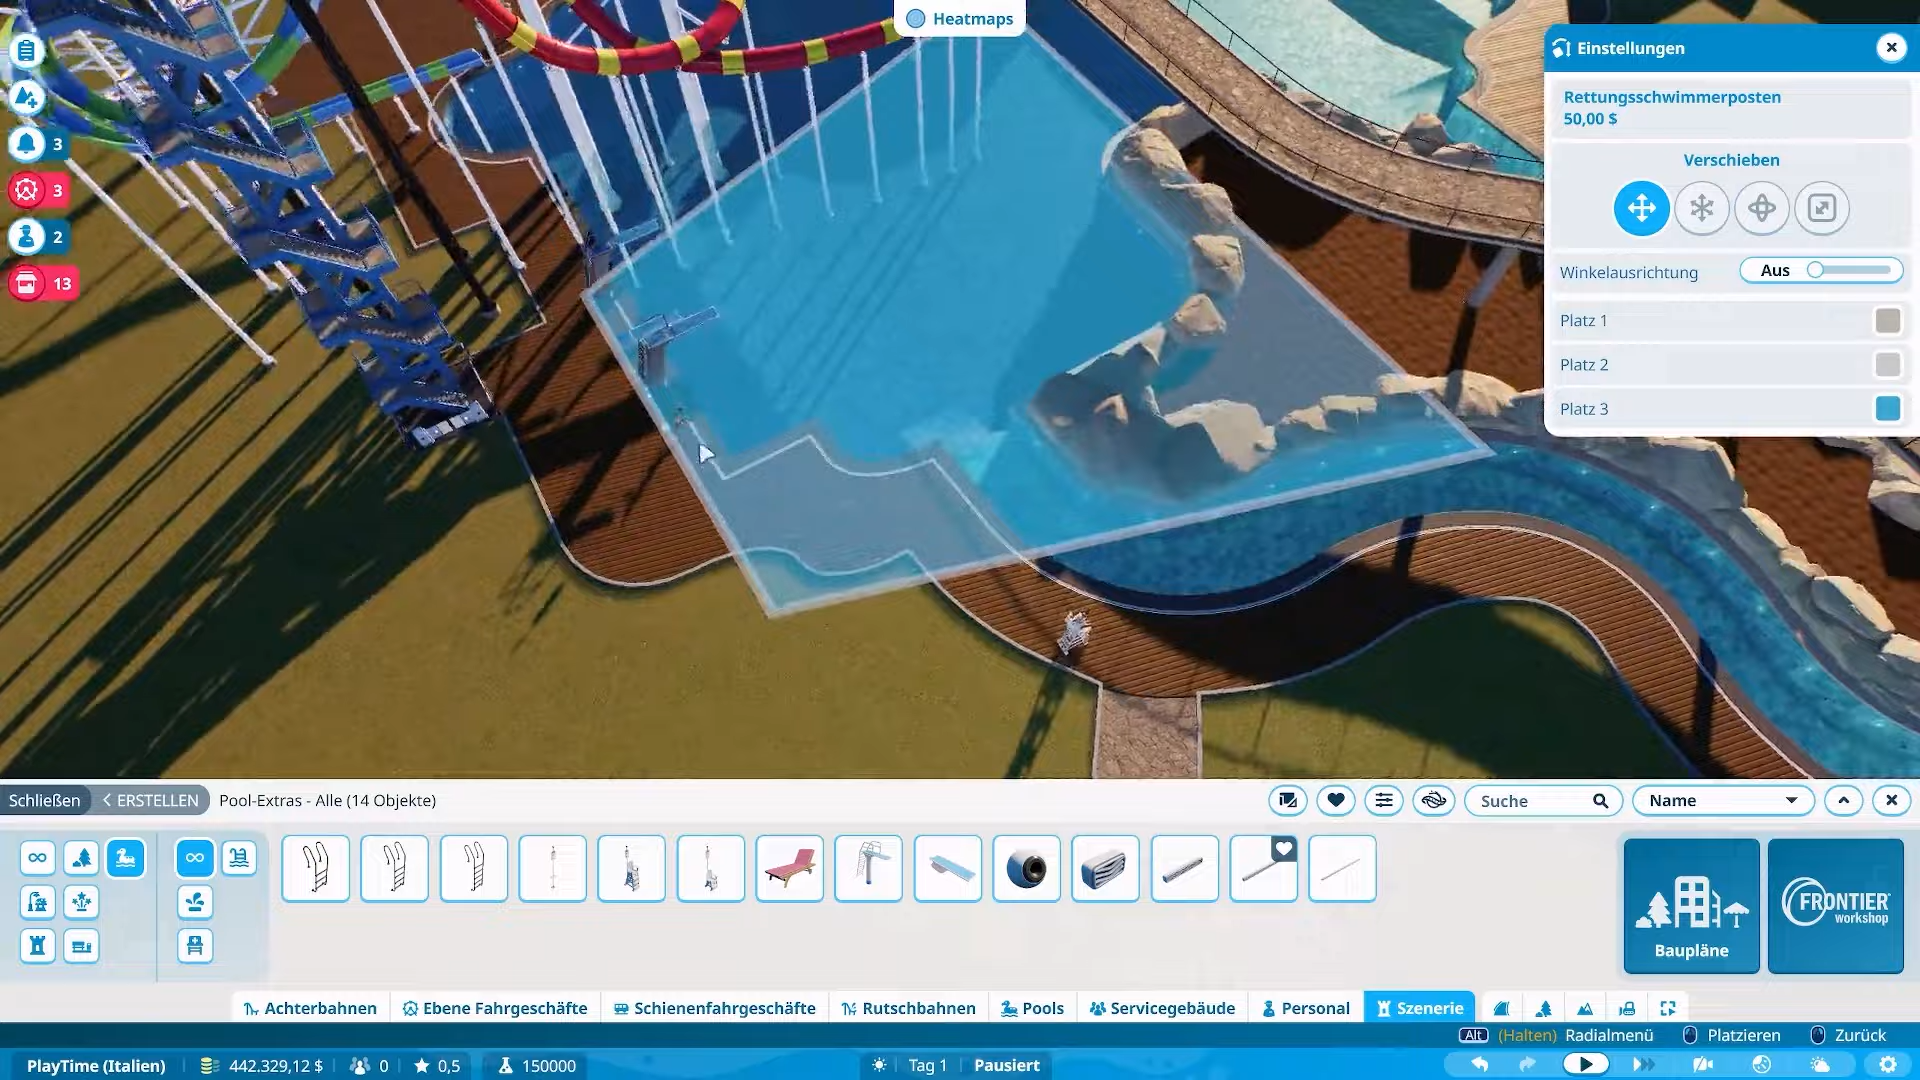 Heatmaps
Einstellungen
Rettungsschwimmerposten
50,00 $
Verschieben
Winkelausrichtung Aus
Platz 1
Platz 2
Platz 3
3
3
2
13
Schließen ERSTELLEN Pool-Extras - Alle (14 Objekte) Suche Name
Baupläne
FRONTIER
workshop
Achterbahnen Ebene Fahrgeschäfte Schienenfahrgeschäfte Rutschbahnen Pools Servicegebäude Personal Szenerie
Alt (Halten) Radialmenü Platzieren Zurück
PlayTime (Italien) 442.329,12 $ 0 0,5 150000 Tag 1 Pausiert